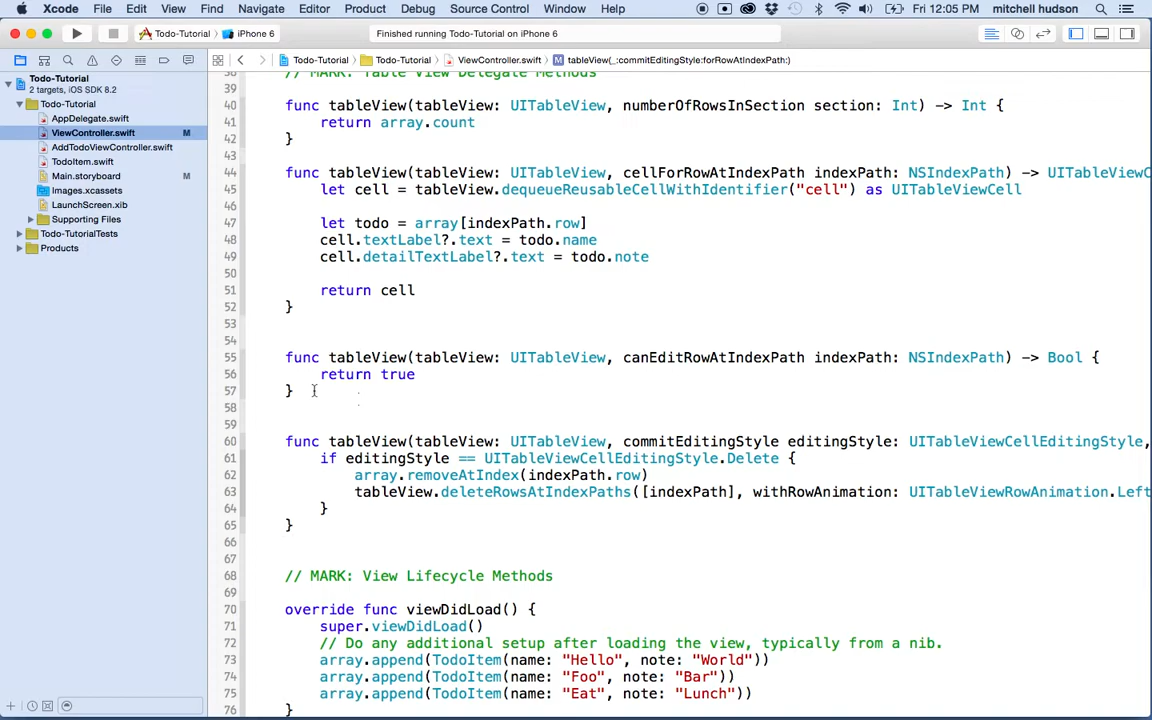 Xcode File Edit View Find Navigate Editor Product Debug Source Control Window Help Fri 12:05 PM mitchell hudson
Todo-Tutorial iPhone 6 Finished running Todo-Tutorial on iPhone 6
Todo-Tutorial Todo-Tutorial ViewController.swift M tableView(_:commitEditingStyle:forRowAtIndexPath:)
Todo-Tutorial
2 targets, iOS SDK 8.2
Todo-Tutorial
AppDelegate.swift
ViewController.swift M
AddTodoViewController.swift
TodoItem.swift
Main.storyboard M
Images.xcassets
LaunchScreen.xib
Supporting Files
Todo-TutorialTests
Products
38 // MARK: Table View Delegate Methods
39
40 func tableView(tableView: UITableView, numberOfRowsInSection section: Int) -> Int {
41 return array.count
42 }
43
44 func tableView(tableView: UITableView, cellForRowAtIndexPath indexPath: NSIndexPath) -> UITableViewC
45 let cell = tableView.dequeueReusableCellWithIdentifier("cell") as UITableViewCell
46
47 let todo = array[indexPath.row]
48 cell.textLabel?.text = todo.name
49 cell.detailTextLabel?.text = todo.note
50
51 return cell
52 }
53
54
55 func tableView(tableView: UITableView, canEditRowAtIndexPath indexPath: NSIndexPath) -> Bool {
56 return true
57 }
58
59
60 func tableView(tableView: UITableView, commitEditingStyle editingStyle: UITableViewCellEditingStyle,
61 if editingStyle == UITableViewCellEditingStyle.Delete {
62 array.removeAtIndex(indexPath.row)
63 tableView.deleteRowsAtIndexPaths([indexPath], withRowAnimation: UITableViewRowAnimation.Left
64 }
65 }
66
67
68 // MARK: View Lifecycle Methods
69
70 override func viewDidLoad() {
71 super.viewDidLoad()
72 // Do any additional setup after loading the view, typically from a nib.
73 array.append(TodoItem(name: "Hello", note: "World"))
74 array.append(TodoItem(name: "Foo", note: "Bar"))
75 array.append(TodoItem(name: "Eat", note: "Lunch"))
76 }